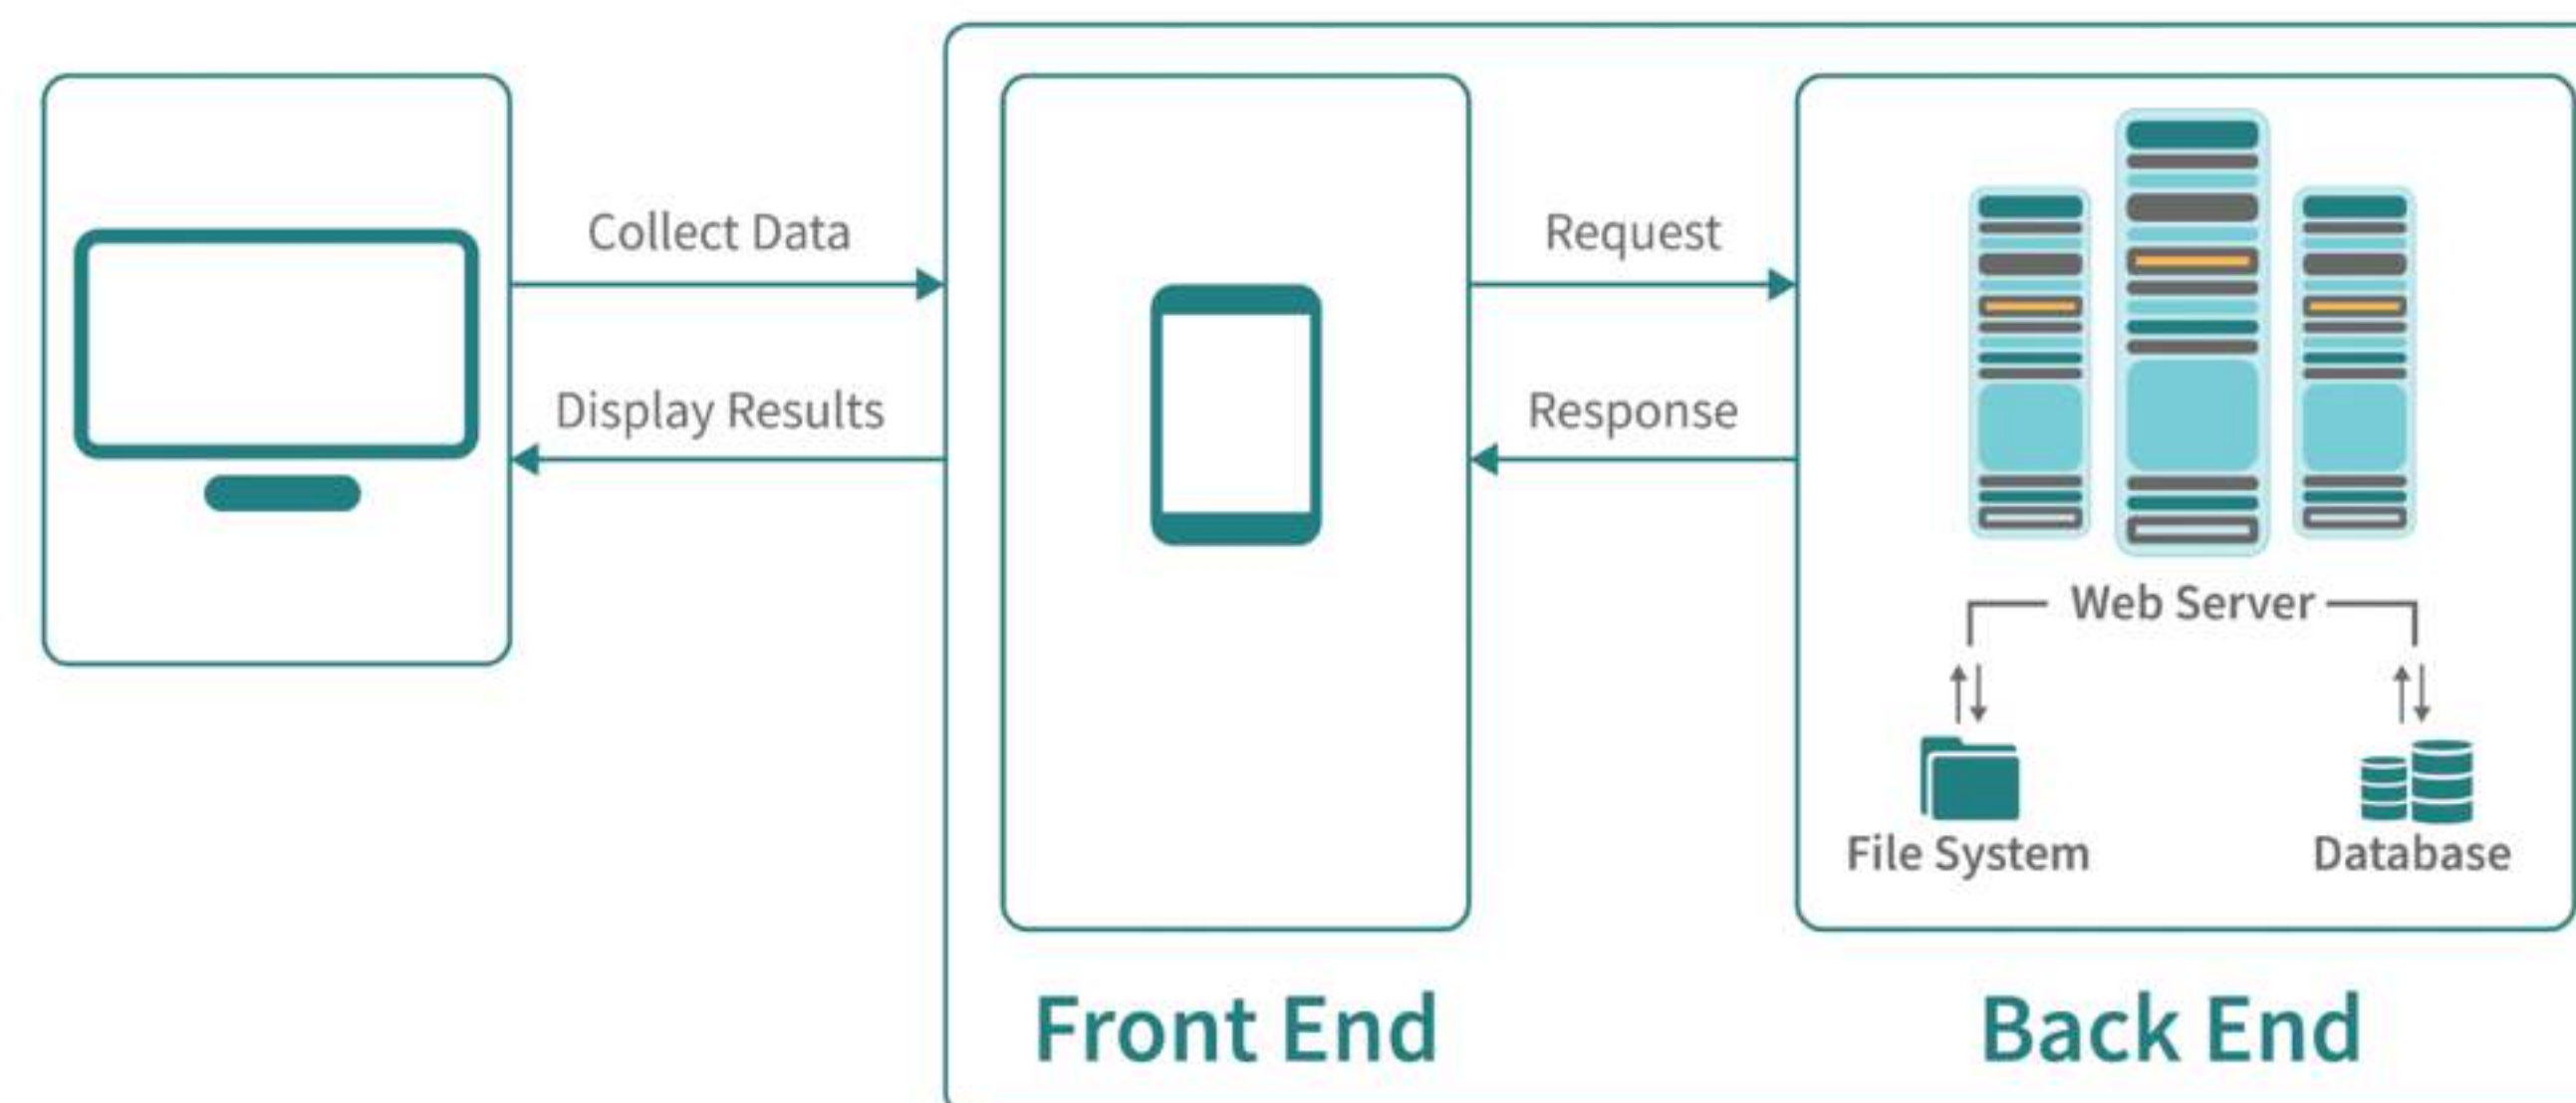 Collect Data
Display Results
Request
Response
Web Server
File System
Database
Front End
Back End